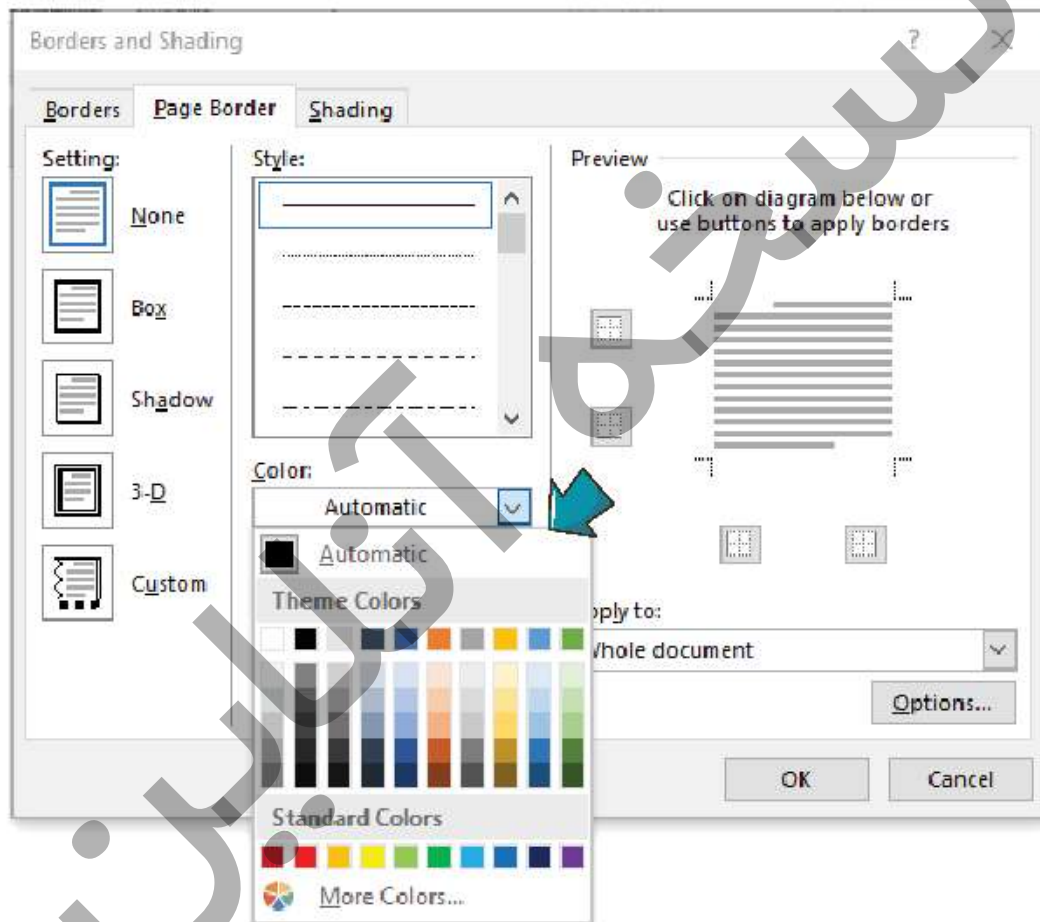 Borders and Shading
? ×
Borders Page Border Shading
Setting:
None
Box
Shadow
3-D
Custom
Style:
Color:
Automatic
Automatic
Theme Colors
Standard Colors
More Colors...
Preview
Click on diagram below or
use buttons to apply borders
pply to:
Whole document
Options...
OK Cancel